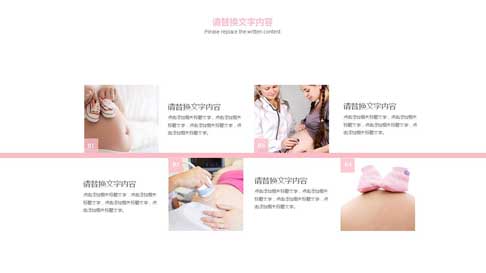 请替换文字内容
Please replace the written content
请替换文字内容
点击添加相关标题文字，点击添加相关标题文字，点击添加相关标题文字，点击添加相关标题文字。
01
请替换文字内容
点击添加相关标题文字，点击添加相关标题文字，点击添加相关标题文字，点击添加相关标题文字。
03
请替换文字内容
点击添加相关标题文字，点击添加相关标题文字，点击添加相关标题文字，点击添加相关标题文字。
02
请替换文字内容
点击添加相关标题文字，点击添加相关标题文字，点击添加相关标题文字，点击添加相关标题文字。
04